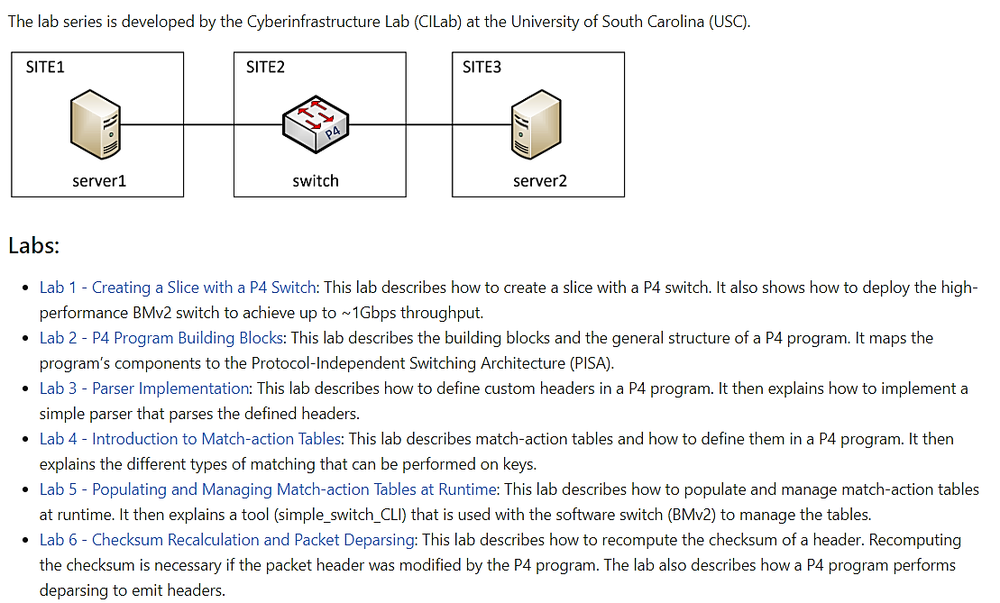 The lab series is developed by the Cyberinfrastructure Lab (CILab) at the University of South Carolina (USC).
SITE1
SITE2
SITE3
P4
server1
switch
server2
Labs:
Lab 1 - Creating a Slice with a P4 Switch: This lab describes how to create a slice with a P4 switch. It also shows how to deploy the high-
performance BMv2 switch to achieve up to ~1Gbps throughput.
Lab 2 - P4 Program Building Blocks: This lab describes the building blocks and the general structure of a P4 program. It maps the
program’s components to the Protocol-Independent Switching Architecture (PISA).
Lab 3 - Parser Implementation: This lab describes how to define custom headers in a P4 program. It then explains how to implement a
simple parser that parses the defined headers.
Lab 4 - Introduction to Match-action Tables: This lab describes match-action tables and how to define them in a P4 program. It then
explains the different types of matching that can be performed on keys.
Lab 5 - Populating and Managing Match-action Tables at Runtime: This lab describes how to populate and manage match-action tables
at runtime. It then explains a tool (simple_switch_CLI) that is used with the software switch (BMv2) to manage the tables.
Lab 6 - Checksum Recalculation and Packet Deparsing: This lab describes how to recompute the checksum of a header. Recomputing
the checksum is necessary if the packet header was modified by the P4 program. The lab also describes how a P4 program performs
deparsing to emit headers.